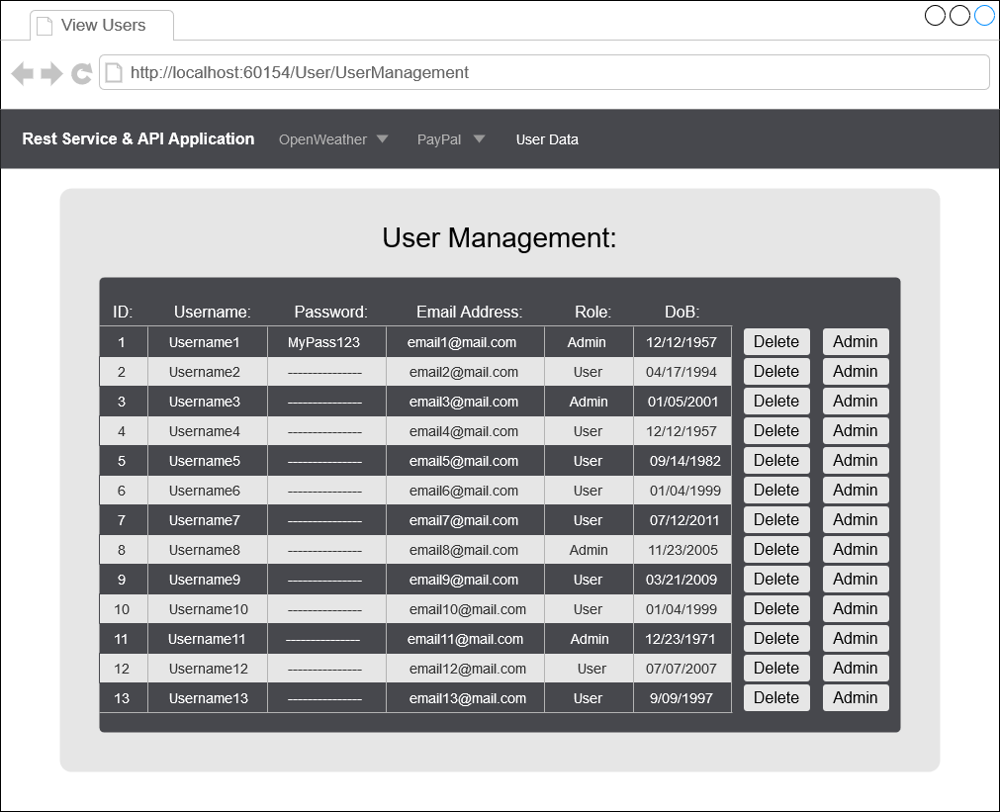 View Users
http://localhost:60154/User/UserManagement
Rest Service & API Application OpenWeather PayPal User Data
User Management:
ID: Username: Password: Email Address: Role: DoB:
1 Username1 MyPass123 email1@mail.com Admin 12/12/1957 Delete Admin
2 Username2 --------------- email2@mail.com User 04/17/1994 Delete Admin
3 Username3 --------------- email3@mail.com Admin 01/05/2001 Delete Admin
4 Username4 --------------- email4@mail.com User 12/12/1957 Delete Admin
5 Username5 --------------- email5@mail.com User 09/14/1982 Delete Admin
6 Username6 --------------- email6@mail.com User 01/04/1999 Delete Admin
7 Username7 --------------- email7@mail.com User 07/12/2011 Delete Admin
8 Username8 --------------- email8@mail.com Admin 11/23/2005 Delete Admin
9 Username9 --------------- email9@mail.com User 03/21/2009 Delete Admin
10 Username10 --------------- email10@mail.com User 01/04/1999 Delete Admin
11 Username11 --------------- email11@mail.com Admin 12/23/1971 Delete Admin
12 Username12 --------------- email12@mail.com User 07/07/2007 Delete Admin
13 Username13 --------------- email13@mail.com User 9/09/1997 Delete Admin